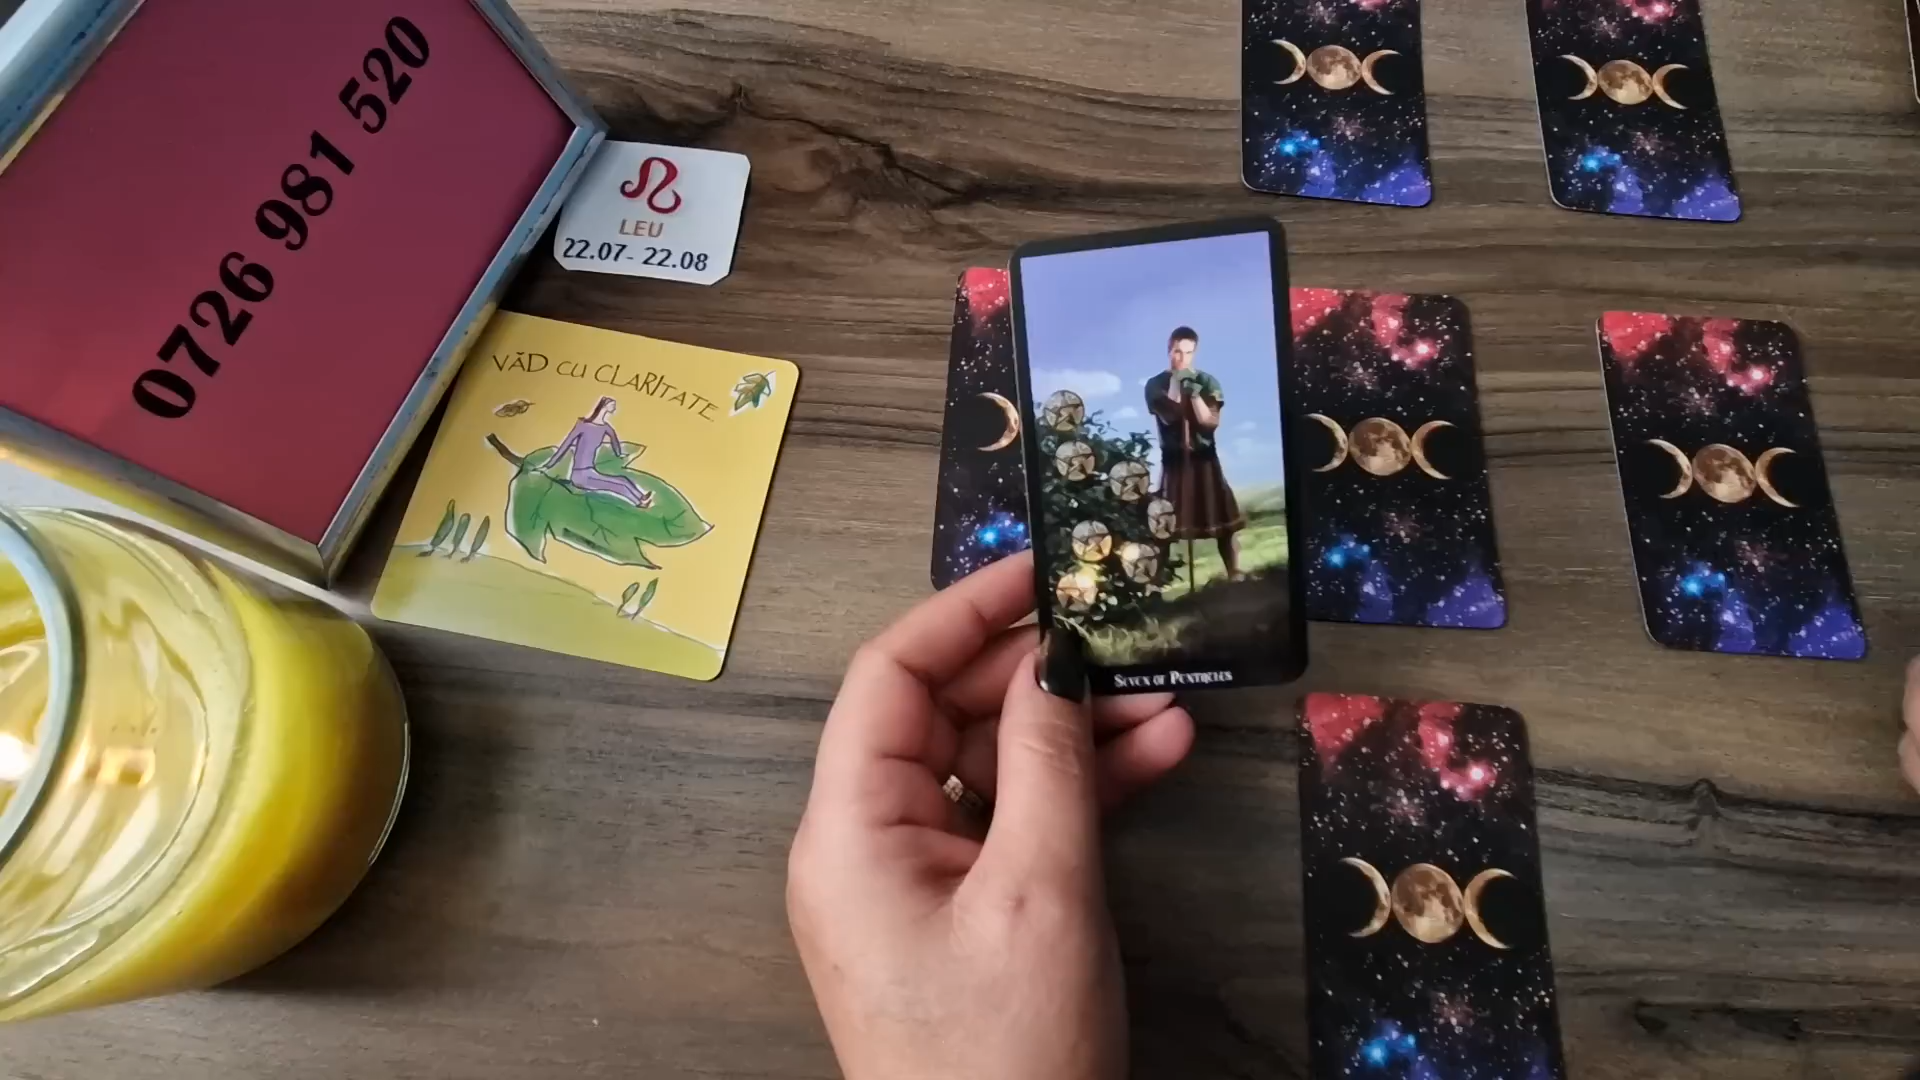 0726 981 520
LEU
22.07- 22.08
VĂD CU CLARITATE
SEVEN OF PENTACLES